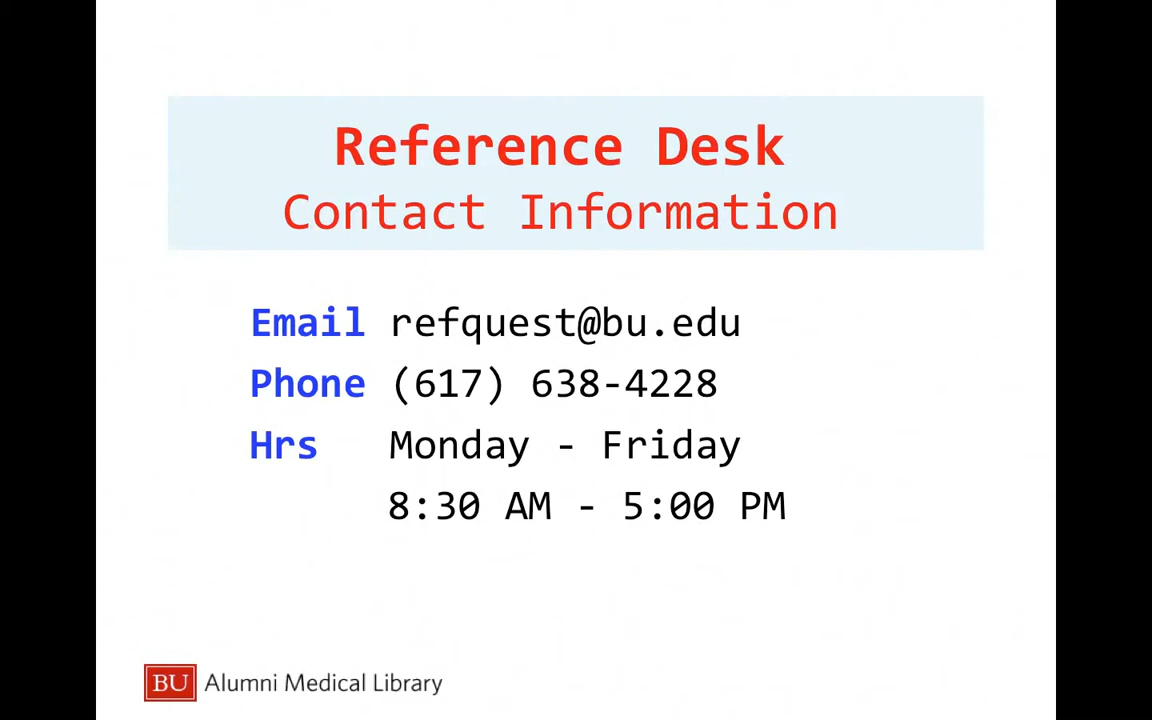 Reference Desk
Contact Information
Email refquest@bu.edu
Phone (617) 638-4228
Hrs Monday - Friday
8:30 AM - 5:00 PM
BU Alumni Medical Library